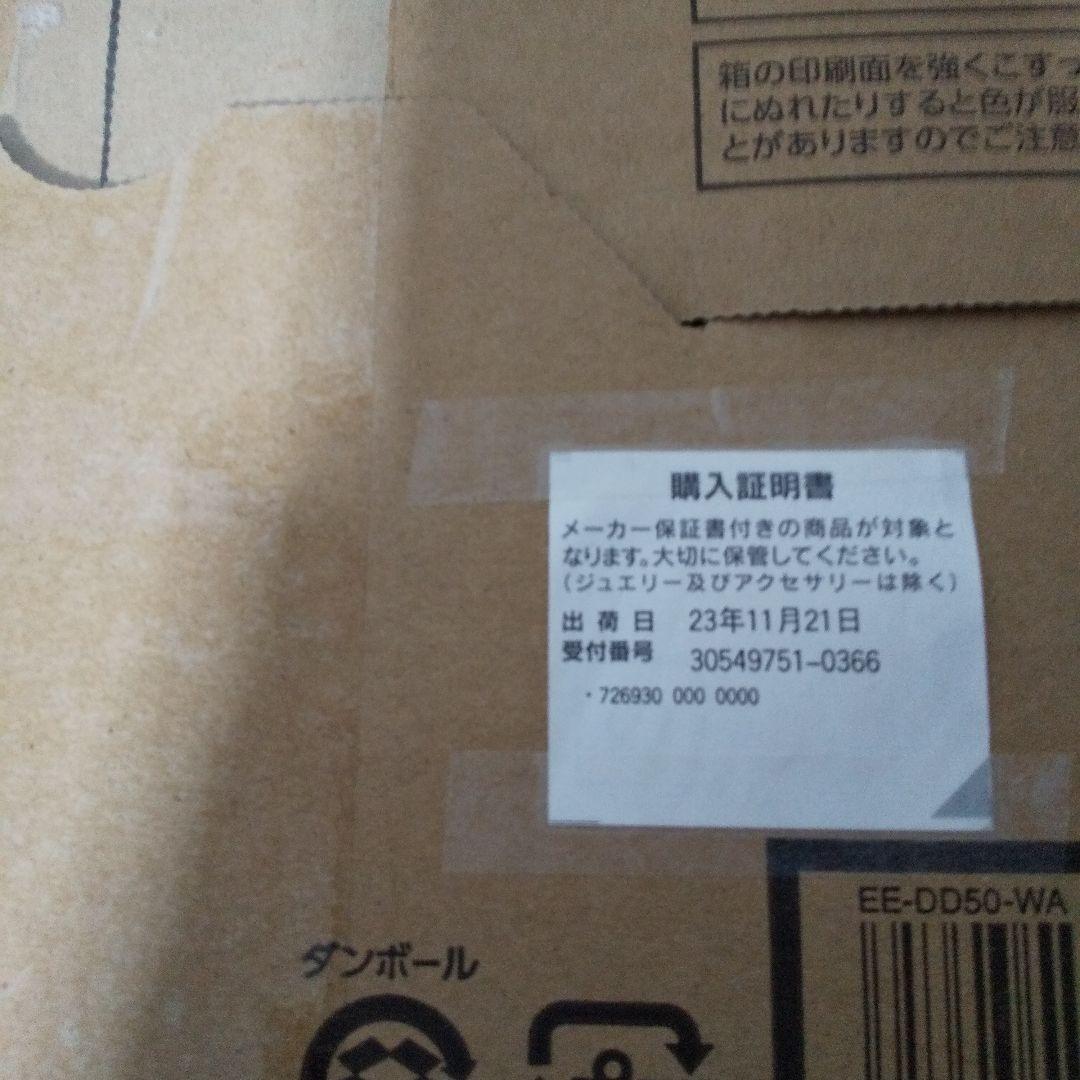 箱の印刷面を強くこすっ
にぬれたりすると色が服
とがありますのでご注意
購入証明書
メーカー保証書付きの商品が対象と
なります。大切に保管してください。
(ジュエリー及びアクセサリーは除く)
出荷日 23年11月21日
受付番号 30549751-0366
・726930 000 0000
EE-DD50-WA
ダンボール